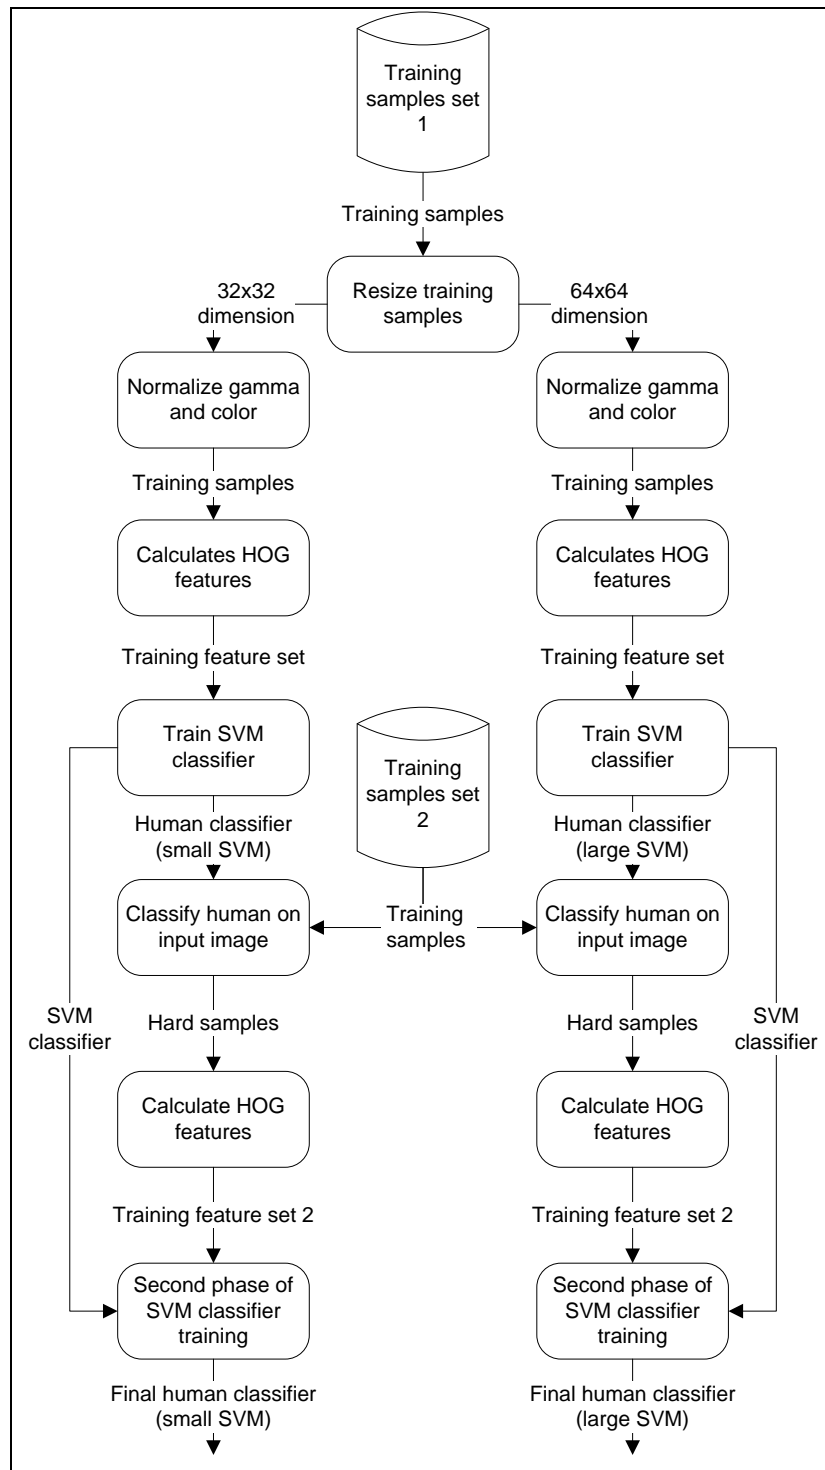 Training
samples set
1
Training samples
Resize training
samples
32x32
dimension
64x64
dimension
Normalize gamma
and color
Normalize gamma
and color
Training samples
Training samples
Calculates HOG
features
Calculates HOG
features
Training feature set
Training feature set
Train SVM
classifier
Training
samples set
2
Train SVM
classifier
Human classifier
(small SVM)
Human classifier
(large SVM)
Classify human on
input image
Training
samples
Classify human on
input image
SVM
classifier
Hard samples
Hard samples
SVM
classifier
Calculate HOG
features
Calculate HOG
features
Training feature set 2
Training feature set 2
Second phase of
SVM classifier
training
Second phase of
SVM classifier
training
Final human classifier
(small SVM)
Final human classifier
(large SVM)